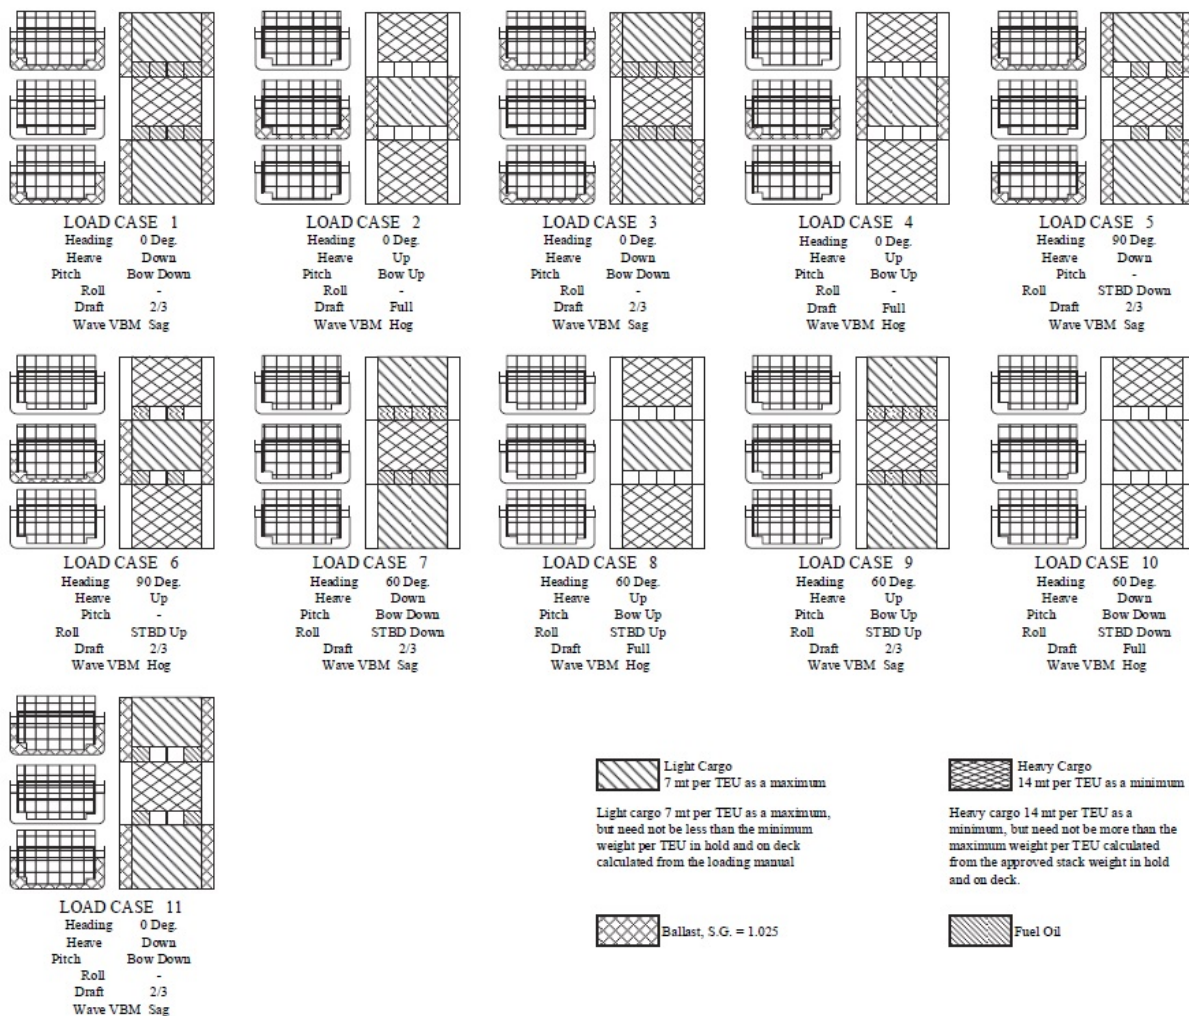 LOAD CASE 1
Heading 0 Deg.
Heave Down
Pitch Bow Down
Roll -
Draft 2/3
Wave VBM Sag
LOAD CASE 2
Heading 0 Deg.
Heave Up
Pitch Bow Up
Roll -
Draft Full
Wave VBM Hog
LOAD CASE 3
Heading 0 Deg.
Heave Down
Pitch Bow Down
Roll -
Draft 2/3
Wave VBM Sag
LOAD CASE 4
Heading 0 Deg.
Heave Up
Pitch Bow Up
Roll -
Draft Full
Wave VBM Hog
LOAD CASE 5
Heading 90 Deg.
Heave Down
Pitch -
Roll STBD Down
Draft 2/3
Wave VBM Sag
LOAD CASE 6
Heading 90 Deg.
Heave Up
Pitch -
Roll STBD Up
Draft 2/3
Wave VBM Hog
LOAD CASE 7
Heading 60 Deg.
Heave Down
Pitch Bow Down
Roll STBD Down
Draft 2/3
Wave VBM Sag
LOAD CASE 8
Heading 60 Deg.
Heave Up
Pitch Bow Up
Roll STBD Up
Draft Full
Wave VBM Hog
LOAD CASE 9
Heading 60 Deg.
Heave Up
Pitch Bow Up
Roll STBD Up
Draft 2/3
Wave VBM Sag
LOAD CASE 10
Heading 60 Deg.
Heave Down
Pitch Bow Down
Roll STBD Down
Draft Full
Wave VBM Hog
LOAD CASE 11
Heading 0 Deg.
Heave Down
Pitch Bow Down
Roll -
Draft 2/3
Wave VBM Sag
Light Cargo
7 mt per TEU as a maximum
Light cargo 7 mt per TEU as a maximum,
but need not be less than the minimum
weight per TEU in hold and on deck
calculated from the loading manual
Heavy Cargo
14 mt per TEU as a minimum
Heavy cargo 14 mt per TEU as a
minimum, but need not be more than the
maximum weight per TEU calculated
from the approved stack weight in hold
and on deck.
Ballast, S.G. = 1.025
Fuel Oil